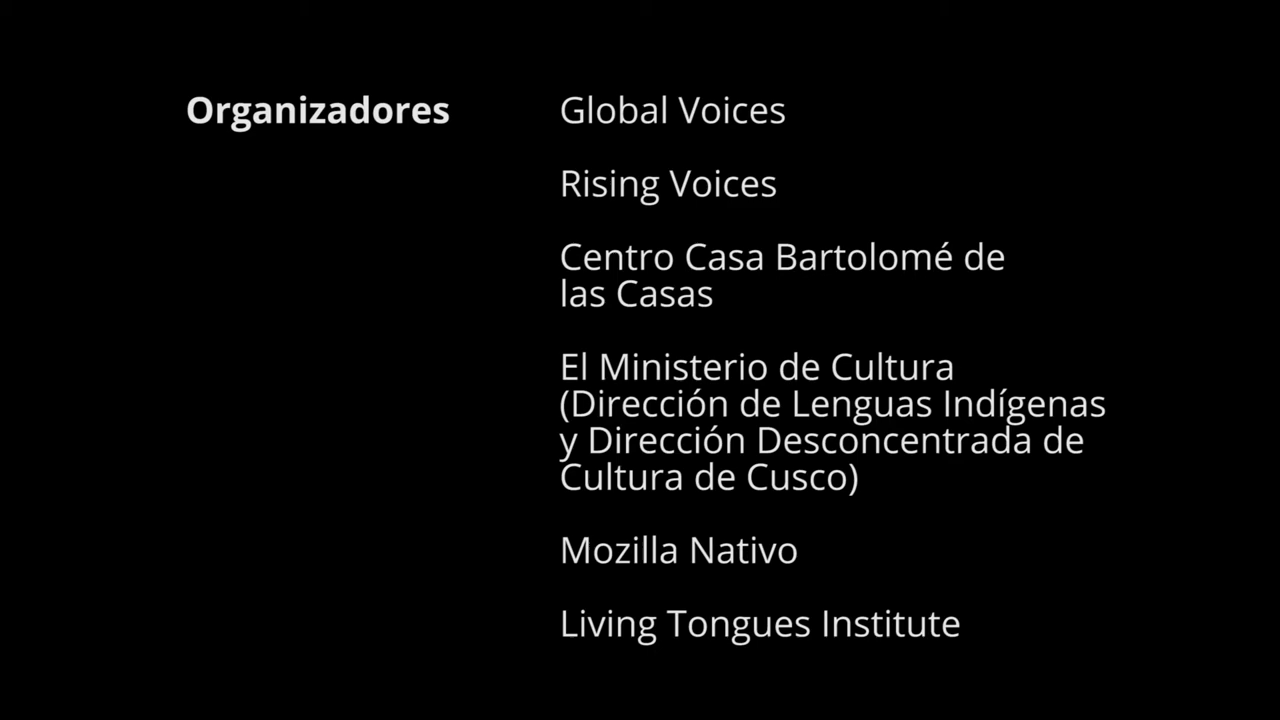 Organizadores
Global Voices
Rising Voices
Centro Casa Bartolomé de
las Casas
El Ministerio de Cultura
(Dirección de Lenguas Indígenas
y Dirección Desconcentrada de
Cultura de Cusco)
Mozilla Nativo
Living Tongues Institute